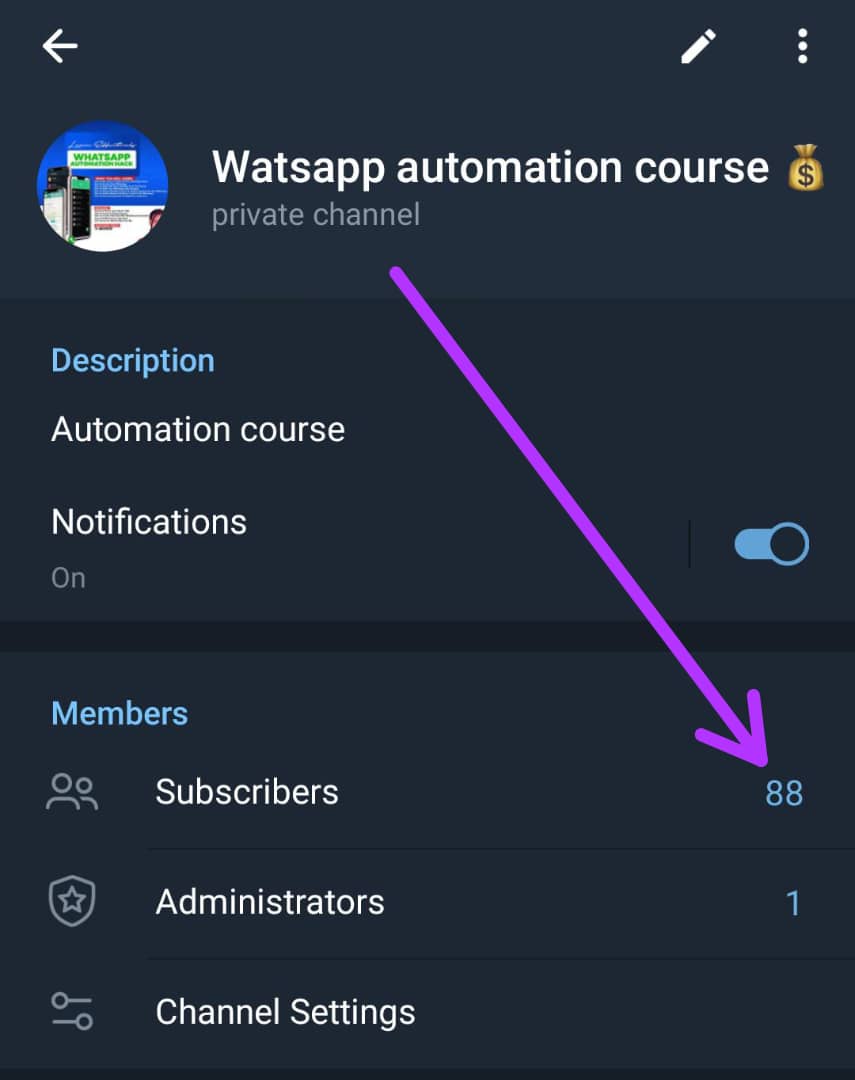 WHATSAPP
AUTOMATION HACK
Watsapp automation course 💰
private channel
Description
Automation course
Notifications
On
Members
Subscribers
88
Administrators
1
Channel Settings